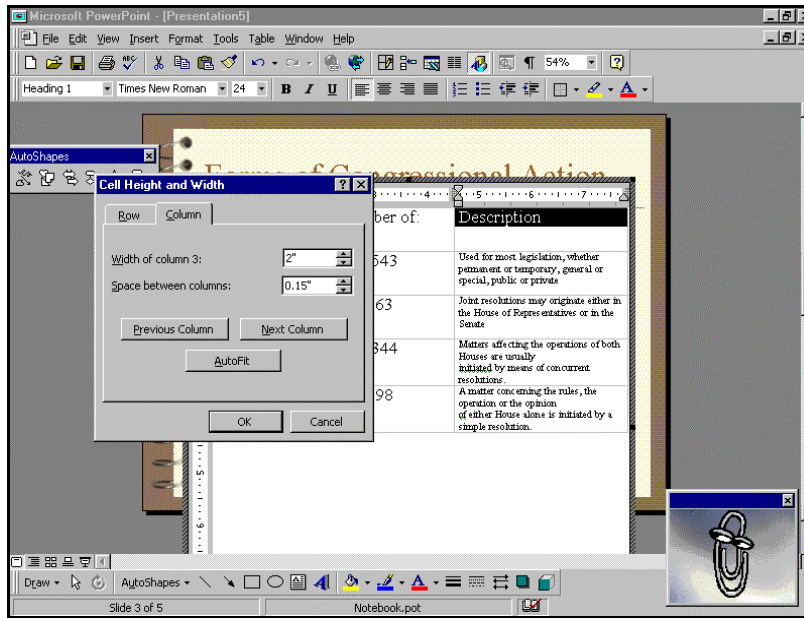 Microsoft PowerPoint - [Presentation5]
File Edit View Insert Format Tools Table Window Help
54%
Heading 1 Times New Roman 24 B I U
AutoShapes
Forms of Congressional Action
Cell Height and Width
Row Column
Width of column 3: 2"
Space between columns: 0.15"
Previous Column Next Column
AutoFit
OK Cancel
ber of: Description
543 Used for most legislation, whether
permanent or temporary, general or
special, public or private
63 Joint resolutions may originate either in
the House of Representatives or in the
Senate
344 Matters affecting the operations of both
Houses are usually
initiated by means of concurrent
resolutions.
98 A matter concerning the rules, the
operation or the opinion
of either House alone is initiated by a
simple resolution.
Draw AutoShapes
Slide 3 of 5 Notebook.pot